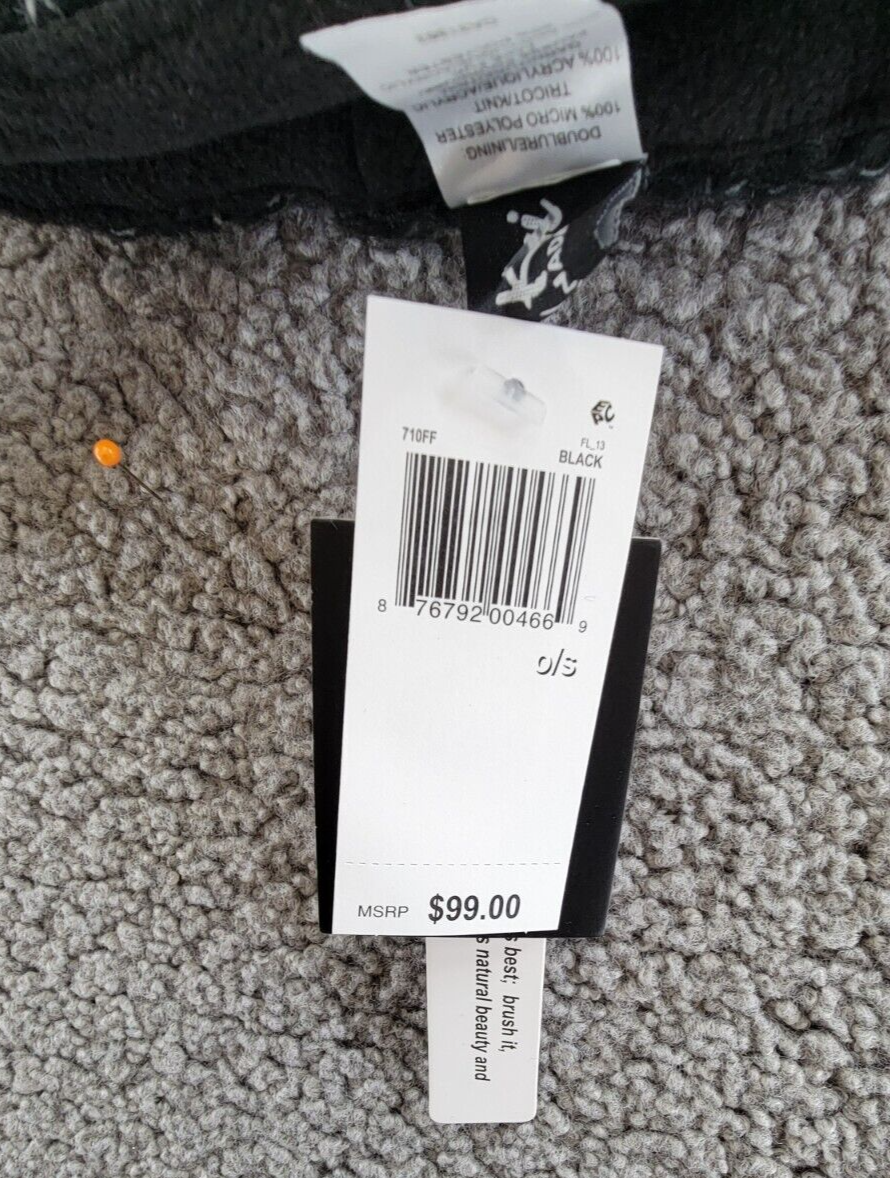 DOUBLURE/LINING
100% MICRO POLYESTER
TRICOT/KNIT
100% ACRYLIQUE/ACRYLIC
710FF
FL_13
BLACK
8 76792 00466 9
o/s
MSRP $99.00
best; brush it,
natural beauty and